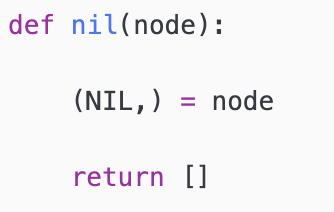 def nil(node):
    (NIL,) = node
    return []